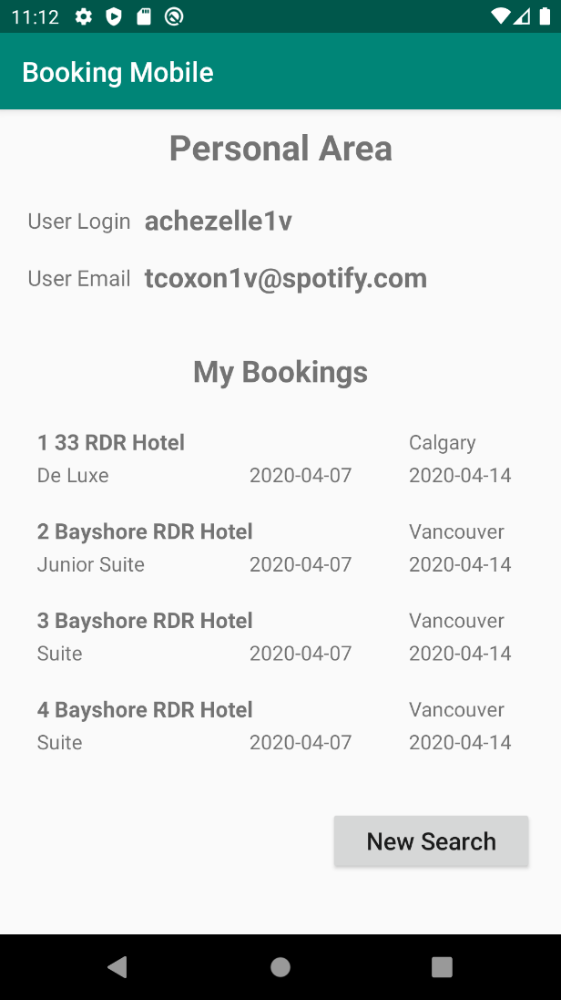 11:12
Booking Mobile
Personal Area
User Login achezelle1v
User Email tcoxon1v@spotify.com
My Bookings
1 33 RDR Hotel Calgary
De Luxe 2020-04-07 2020-04-14
2 Bayshore RDR Hotel Vancouver
Junior Suite 2020-04-07 2020-04-14
3 Bayshore RDR Hotel Vancouver
Suite 2020-04-07 2020-04-14
4 Bayshore RDR Hotel Vancouver
Suite 2020-04-07 2020-04-14
New Search